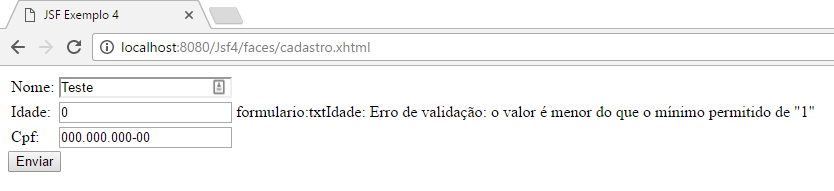 JSF Exemplo 4
localhost:8080/Jsf4/faces/cadastro.xhtml
Nome: Teste
Idade: 0 formulario:txtIdade: Erro de validação: o valor é menor do que o mínimo permitido de "1"
Cpf: 000.000.000-00
Enviar